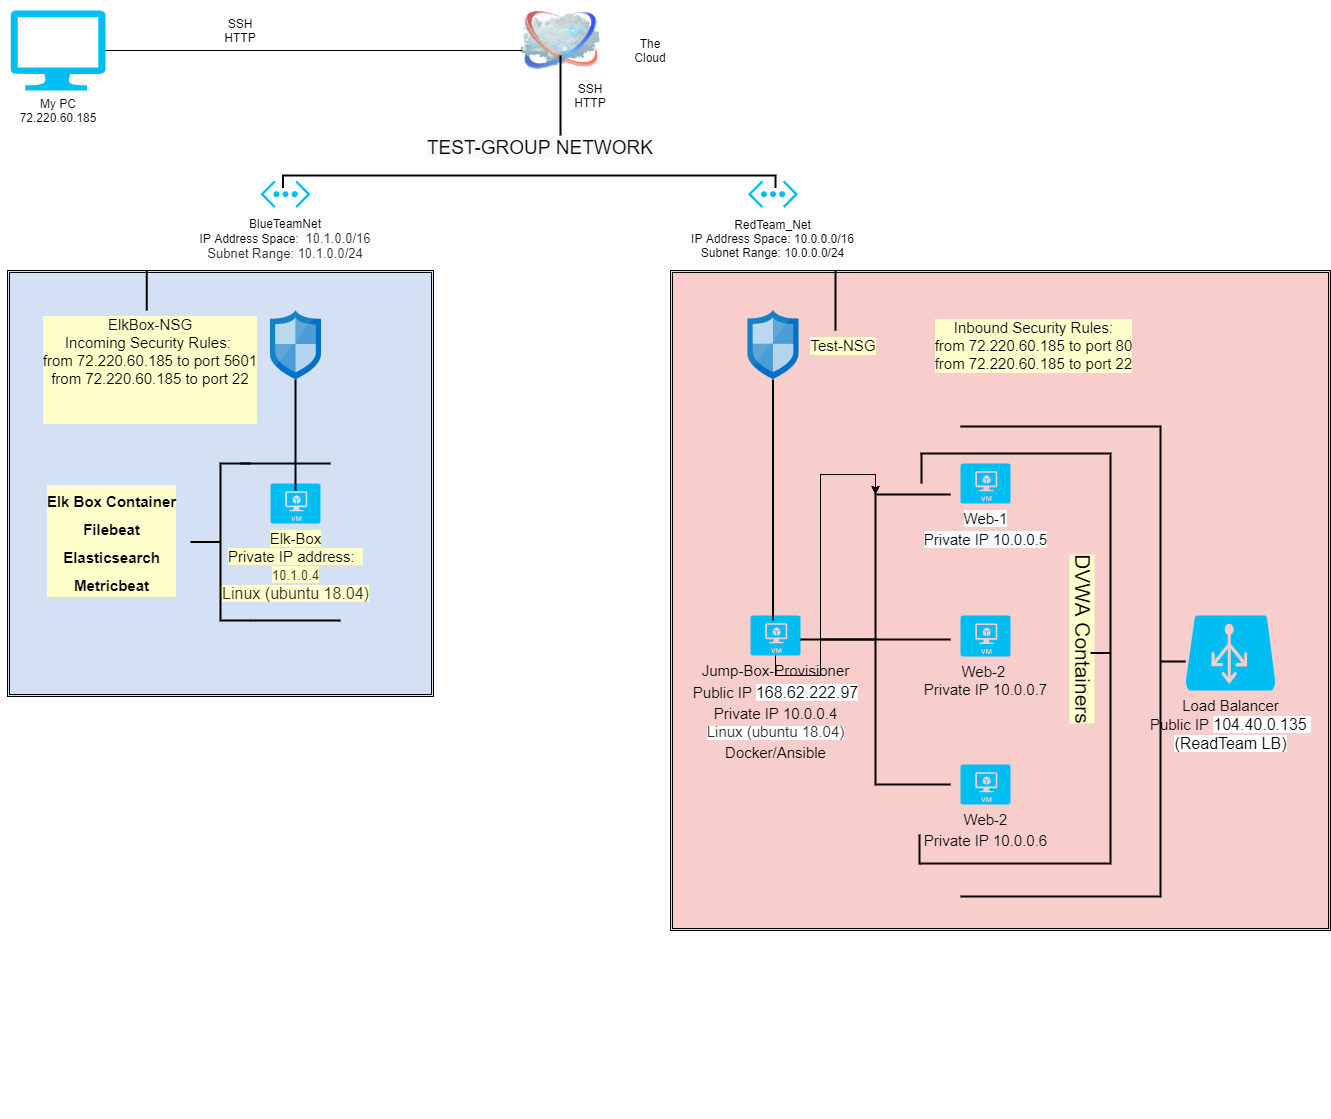 SSH
HTTP
The
Cloud
My PC
72.220.60.185
SSH
HTTP
TEST-GROUP NETWORK
BlueTeamNet
IP Address Space:  10.1.0.0/16
Subnet Range: 10.1.0.0/24
RedTeam_Net
IP Address Space: 10.0.0.0/16
Subnet Range: 10.0.0.0/24
ElkBox-NSG
Incoming Security Rules:
from 72.220.60.185 to port 5601
from 72.220.60.185 to port 22
Elk Box Container
Filebeat
Elasticsearch
Metricbeat
VM
Elk-Box
Private IP address:
10.1.0.4
Linux (ubuntu 18.04)
Test-NSG
Inbound Security Rules:
from 72.220.60.185 to port 80
from 72.220.60.185 to port 22
VM
Web-1
Private IP 10.0.0.5
VM
Jump-Box-Provisioner
Public IP 168.62.222.97
Private IP 10.0.0.4
Linux (ubuntu 18.04)
Docker/Ansible
VM
Web-2
Private IP 10.0.0.7
VM
Web-2
Private IP 10.0.0.6
DVWA Containers
Load Balancer
Public IP 104.40.0.135
(ReadTeam LB)